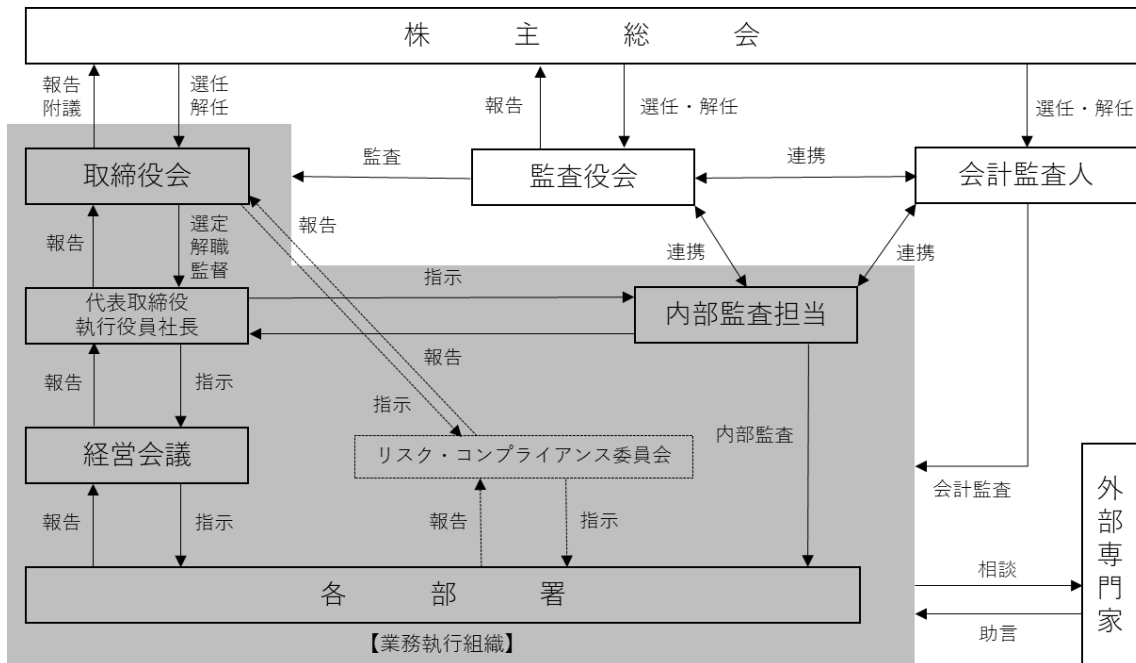 株主総会
報告
附議
選任
解任
報告
選任・解任
選任・解任
取締役会
監査
監査役会
連携
会計監査人
報告
選定
解職
監督
報告
連携
連携
代表取締役
執行役員社長
指示
報告
内部監査担当
報告
指示
指示
経営会議
リスク・コンプライアンス委員会
内部監査
会計監査
報告
指示
報告
指示
各部署
相談
助言
外部専門家
【業務執行組織】